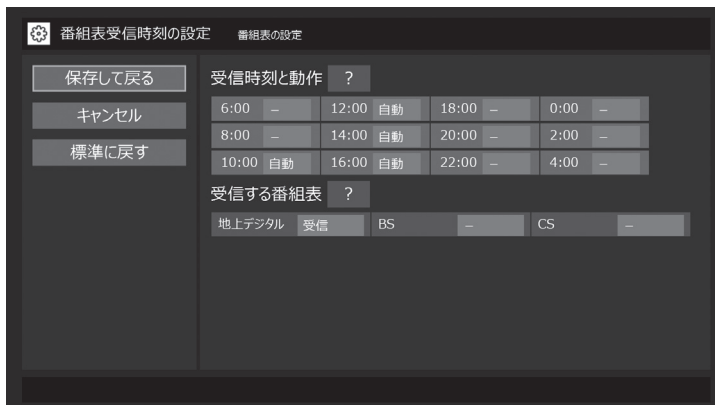 番組表受信時刻の設定 番組表の設定
保存して戻る
キャンセル
標準に戻す
受信時刻と動作 ?
6:00 – 12:00 自動 18:00 – 0:00 –
8:00 – 14:00 自動 20:00 – 2:00 –
10:00 自動 16:00 自動 22:00 – 4:00 –
受信する番組表 ?
地上デジタル 受信 BS – CS –